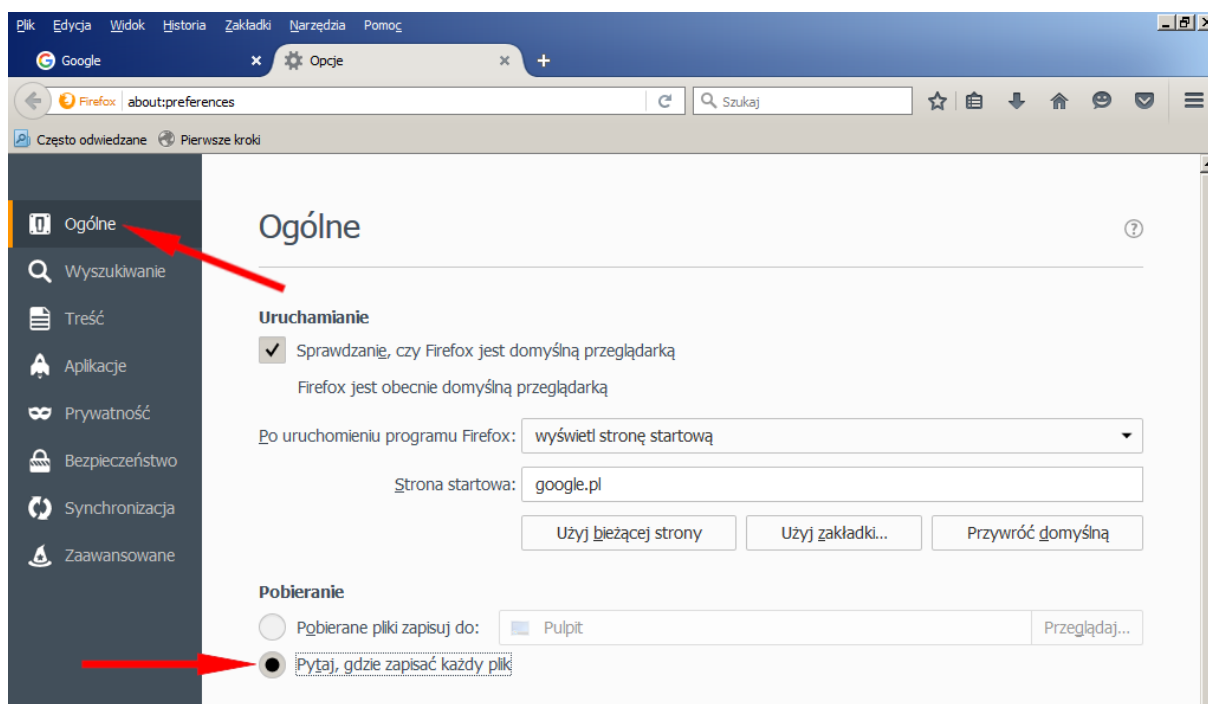 Plik Edycja Widok Historia Zakładki Narzędzia Pomoc
Google Opcje
Firefox about:preferences Szukaj
Często odwiedzane Pierwsze kroki
Ogólne
Wyszukiwanie
Treść
Aplikacje
Prywatność
Bezpieczeństwo
Synchronizacja
Zaawansowane
Ogólne
Uruchamianie
Sprawdzanie, czy Firefox jest domyślną przeglądarką
Firefox jest obecnie domyślną przeglądarką
Po uruchomieniu programu Firefox: wyświetl stronę startową
Strona startowa: google.pl
Użyj bieżącej strony Użyj zakładki... Przywróć domyślną
Pobieranie
Pobierane pliki zapisuj do: Pulpit Przeglądaj...
Pytaj, gdzie zapisać każdy plik